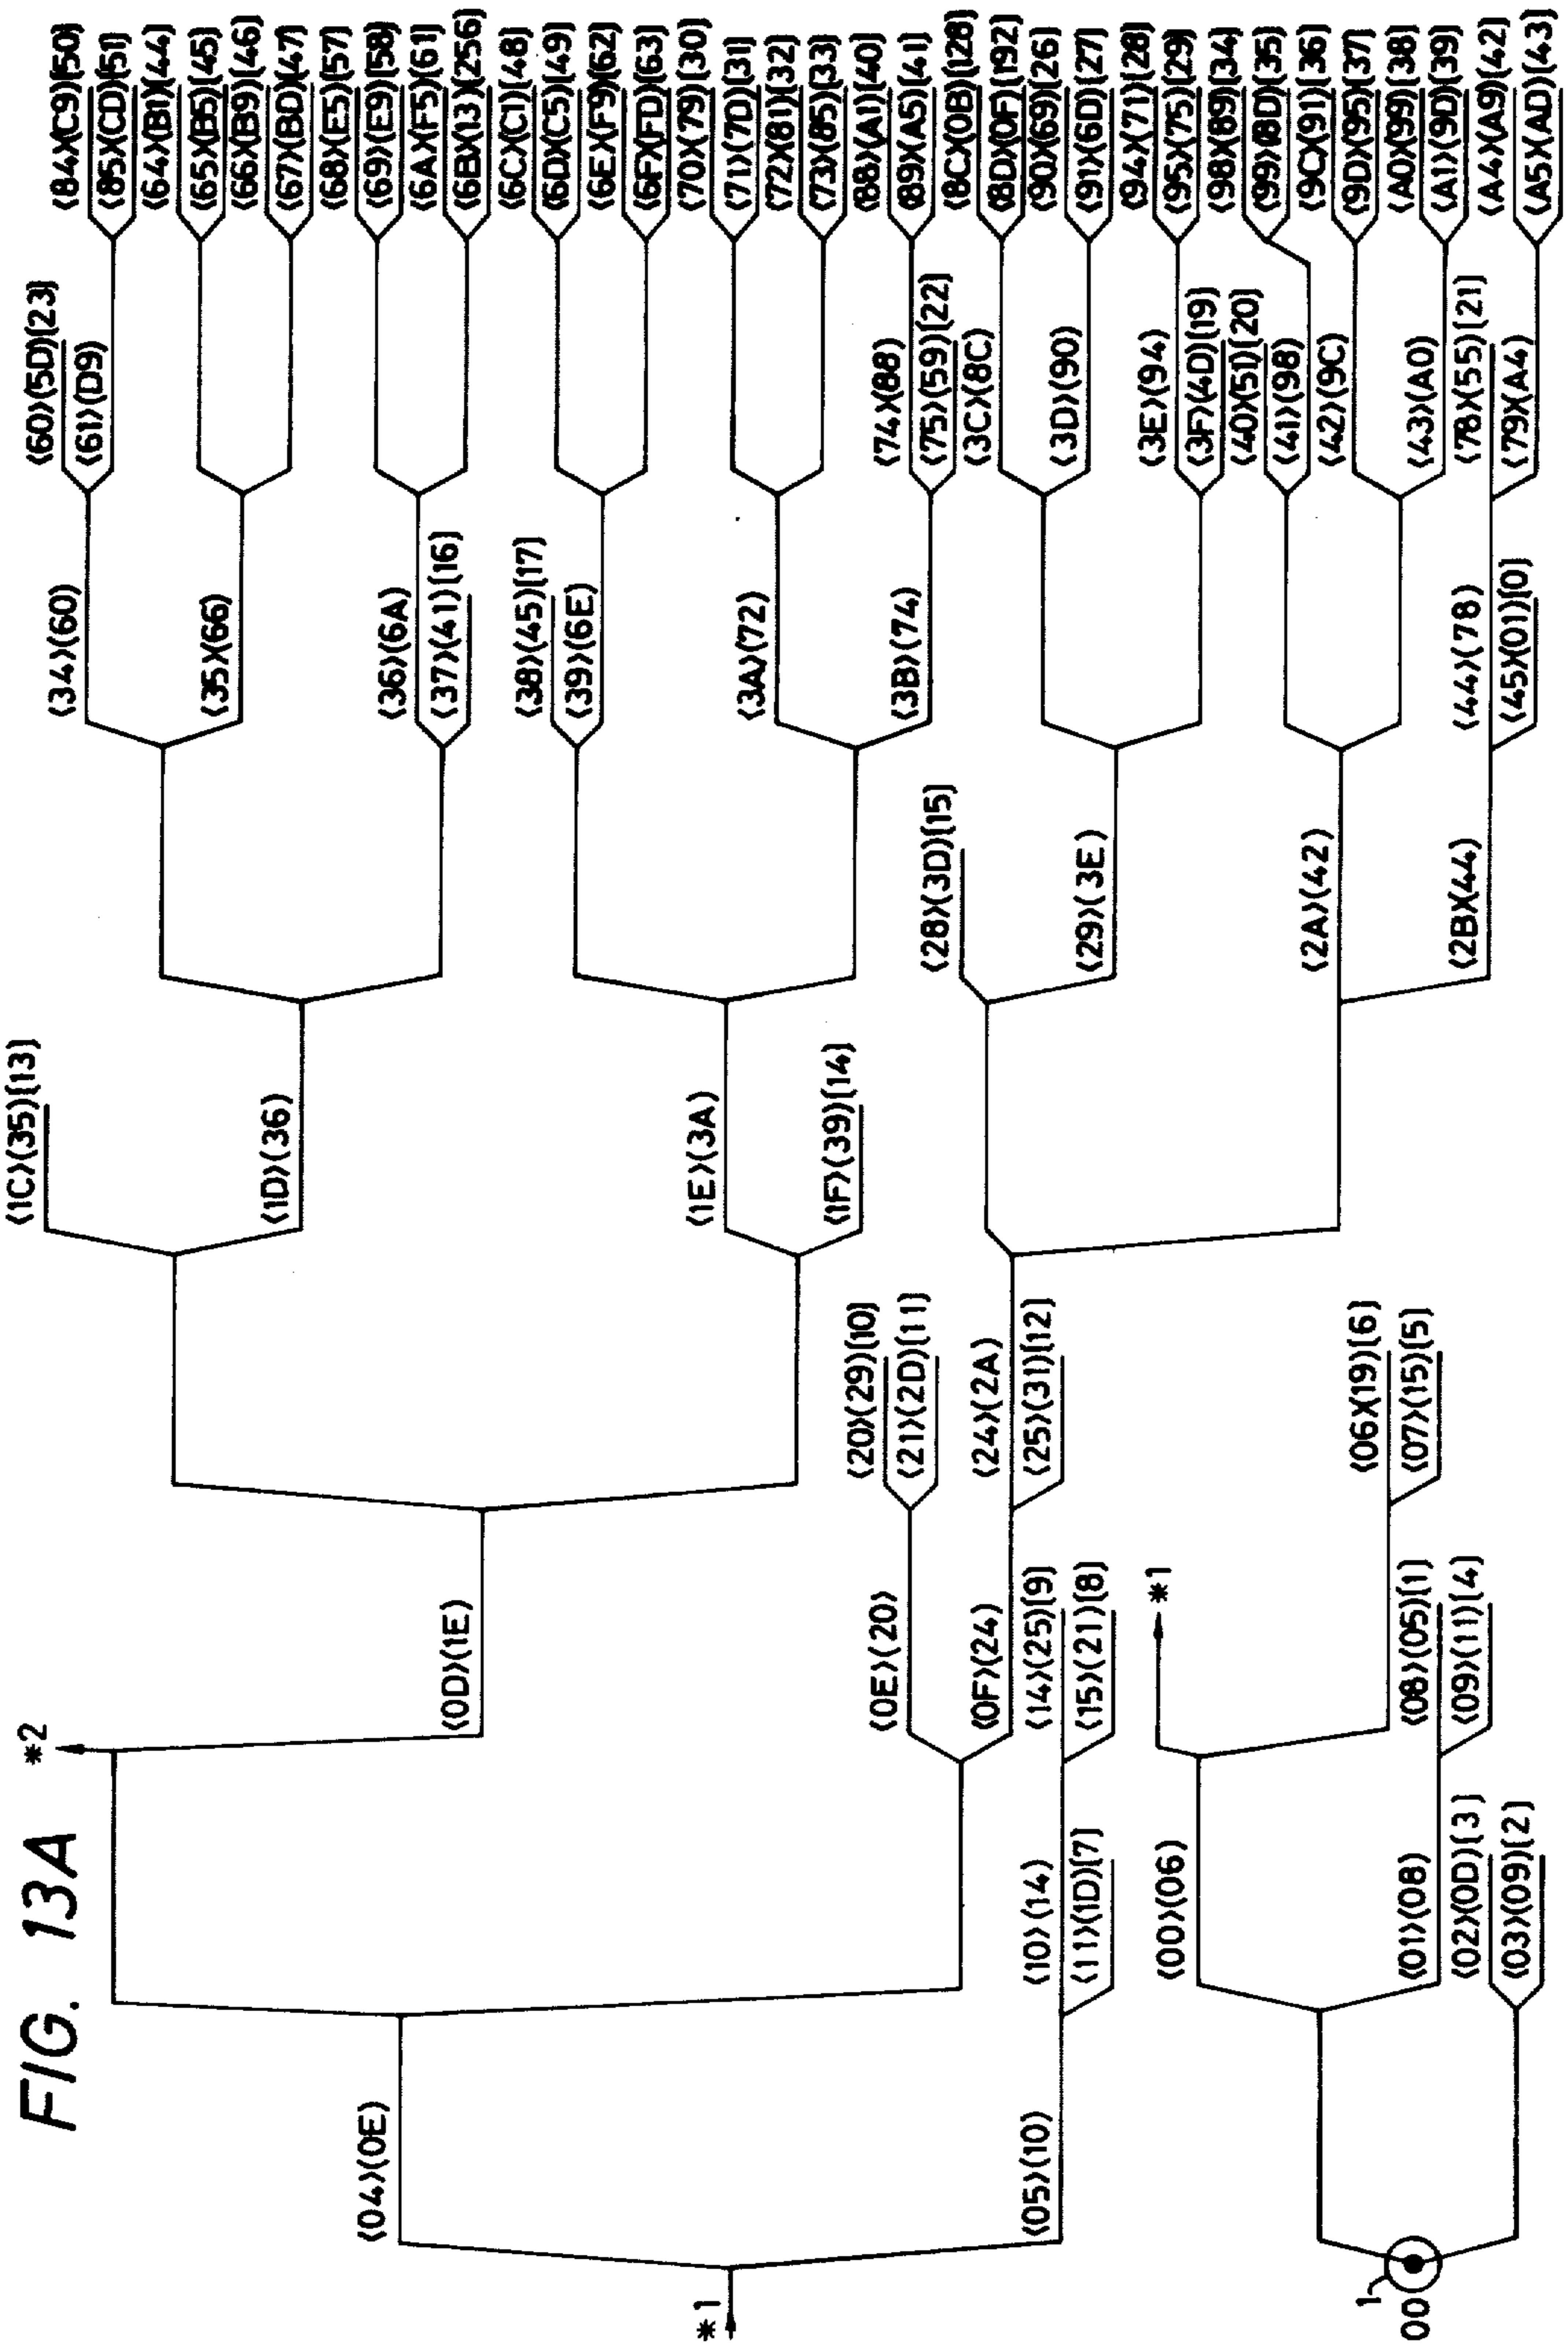 FIG. 13A
*2
*1
⟨04⟩(0E)
⟨05⟩(10)
⟨0D⟩(1E)
⟨0E⟩(20)
⟨0F⟩(24)
⟨10⟩(14)
⟨11⟩(1D)[7]
⟨14⟩(25)[9]
⟨15⟩(21)[8]
⟨1C⟩(35)[13]
⟨1D⟩(36)
⟨1E⟩(3A)
⟨1F⟩(39)[14]
⟨20⟩(29)[10]
⟨21⟩(2D)[11]
⟨24⟩(2A)
⟨25⟩(31)[12]
⟨28⟩(3D)[15]
⟨29⟩(3E)
⟨2A⟩(42)
⟨2B⟩(44)
⟨34⟩(60)
⟨35⟩(66)
⟨36⟩(6A)
⟨37⟩(41)[16]
⟨38⟩(45)[17]
⟨39⟩(6E)
⟨3A⟩(72)
⟨3B⟩(74)
⟨60⟩(5D)[23]
⟨61⟩(D9)
⟨74⟩(88)
⟨75⟩(59)[22]
⟨3C⟩(8C)
⟨3D⟩(90)
⟨3E⟩(94)
⟨3F⟩(4D)[19]
⟨40⟩(51)[20]
⟨41⟩(98)
⟨42⟩(9C)
⟨43⟩(A0)
⟨44⟩(78)
⟨45⟩(01)[0]
⟨78⟩(55)[21]
⟨79⟩(A4)
⟨84⟩(C9)[50]
⟨85⟩(CD)[51]
⟨64⟩(B1)[44]
⟨65⟩(B5)[45]
⟨66⟩(B9)[46]
⟨67⟩(BD)[47]
⟨68⟩(E5)[57]
⟨69⟩(E9)[58]
⟨6A⟩(F5)[61]
⟨6B⟩(13)[256]
⟨6C⟩(C1)[48]
⟨6D⟩(C5)[49]
⟨6E⟩(F9)[62]
⟨6F⟩(FD)[63]
⟨70⟩(79)[30]
⟨71⟩(7D)[31]
⟨72⟩(81)[32]
⟨73⟩(85)[33]
⟨88⟩(A1)[40]
⟨89⟩(A5)[41]
⟨8C⟩(0B)[128]
⟨8D⟩(0F)[192]
⟨90⟩(69)[26]
⟨91⟩(6D)[27]
⟨94⟩(71)[28]
⟨95⟩(75)[29]
⟨98⟩(89)[34]
⟨99⟩(8D)[35]
⟨9C⟩(91)[36]
⟨9D⟩(95)[37]
⟨A0⟩(99)[38]
⟨A1⟩(9D)[39]
⟨A4⟩(A9)[42]
⟨A5⟩(AD)[43]
1
00
⟨00⟩(06)
⟨01⟩(08)
⟨02⟩(0D)[3]
⟨03⟩(09)[2]
*1
⟨08⟩(05)[1]
⟨09⟩(11)[4]
⟨06⟩(19)[6]
⟨07⟩(15)[5]